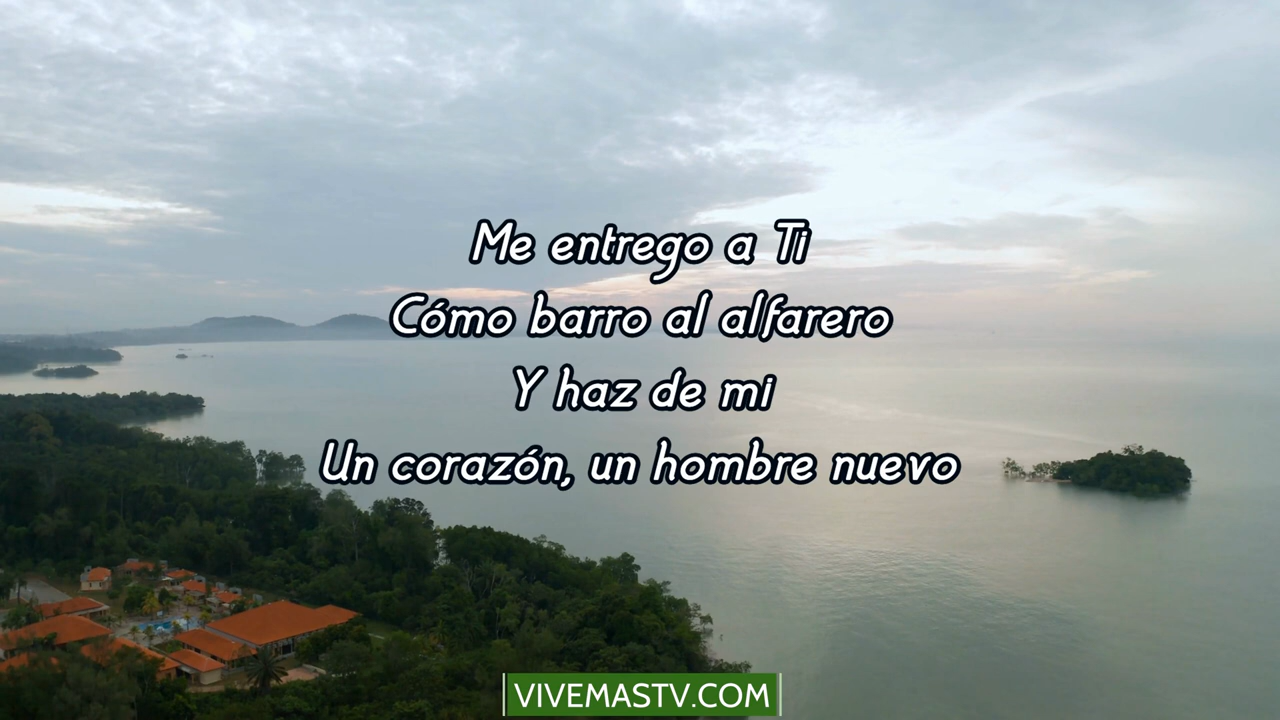 Me entrego a Ti
Cómo barro al alfarero
Y haz de mi
Un corazón, un hombre nuevo
VIVEMASTV.COM